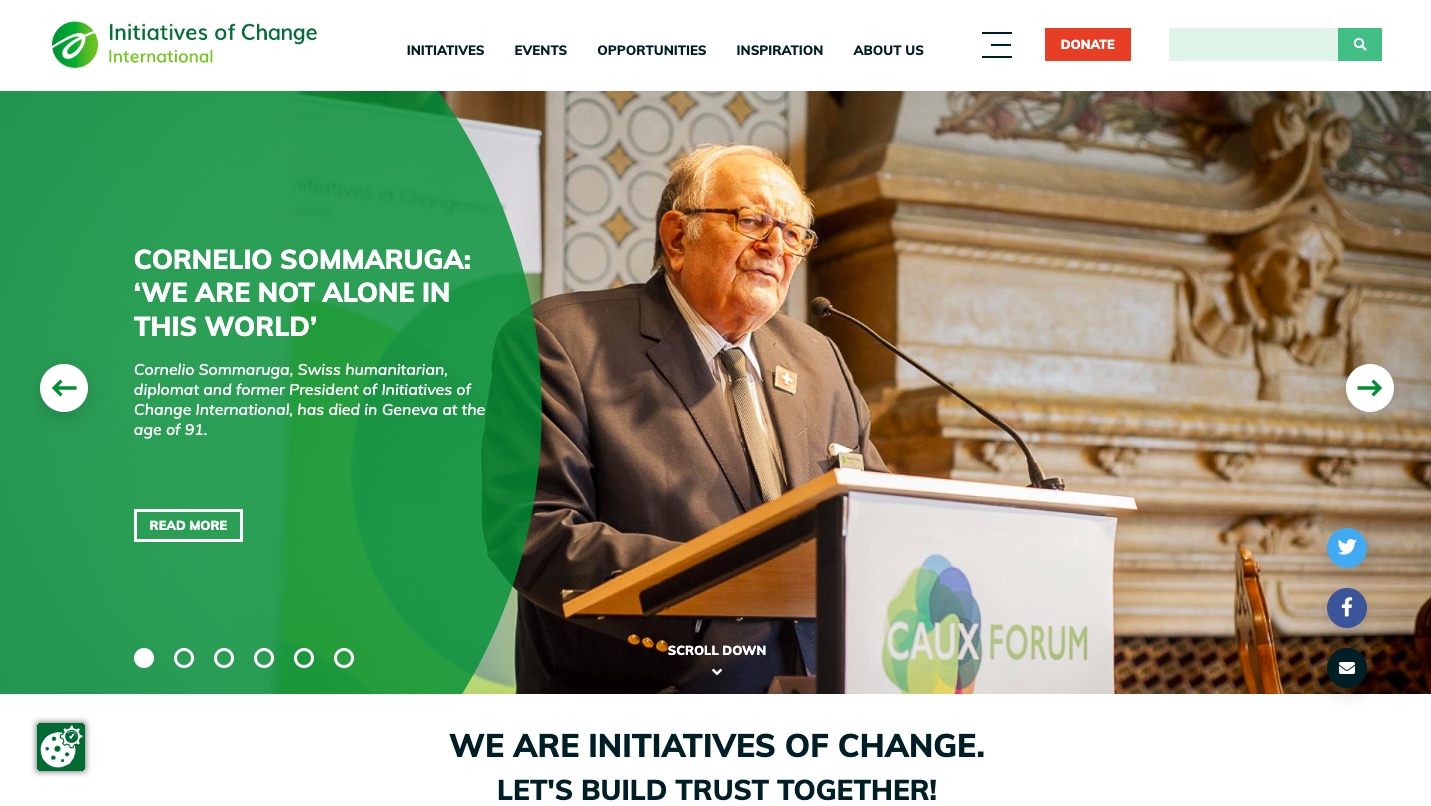 Initiatives of Change
International
INITIATIVES
EVENTS
OPPORTUNITIES
INSPIRATION
ABOUT US
DONATE
Initiatives et Changement
CORNELIO SOMMARUGA:
‘WE ARE NOT ALONE IN
THIS WORLD’
Cornelio Sommaruga, Swiss humanitarian,
diplomat and former President of Initiatives of
Change International, has died in Geneva at the
age of 91.
READ MORE
CAUX FORUM
SCROLL DOWN
WE ARE INITIATIVES OF CHANGE.
LET'S BUILD TRUST TOGETHER!